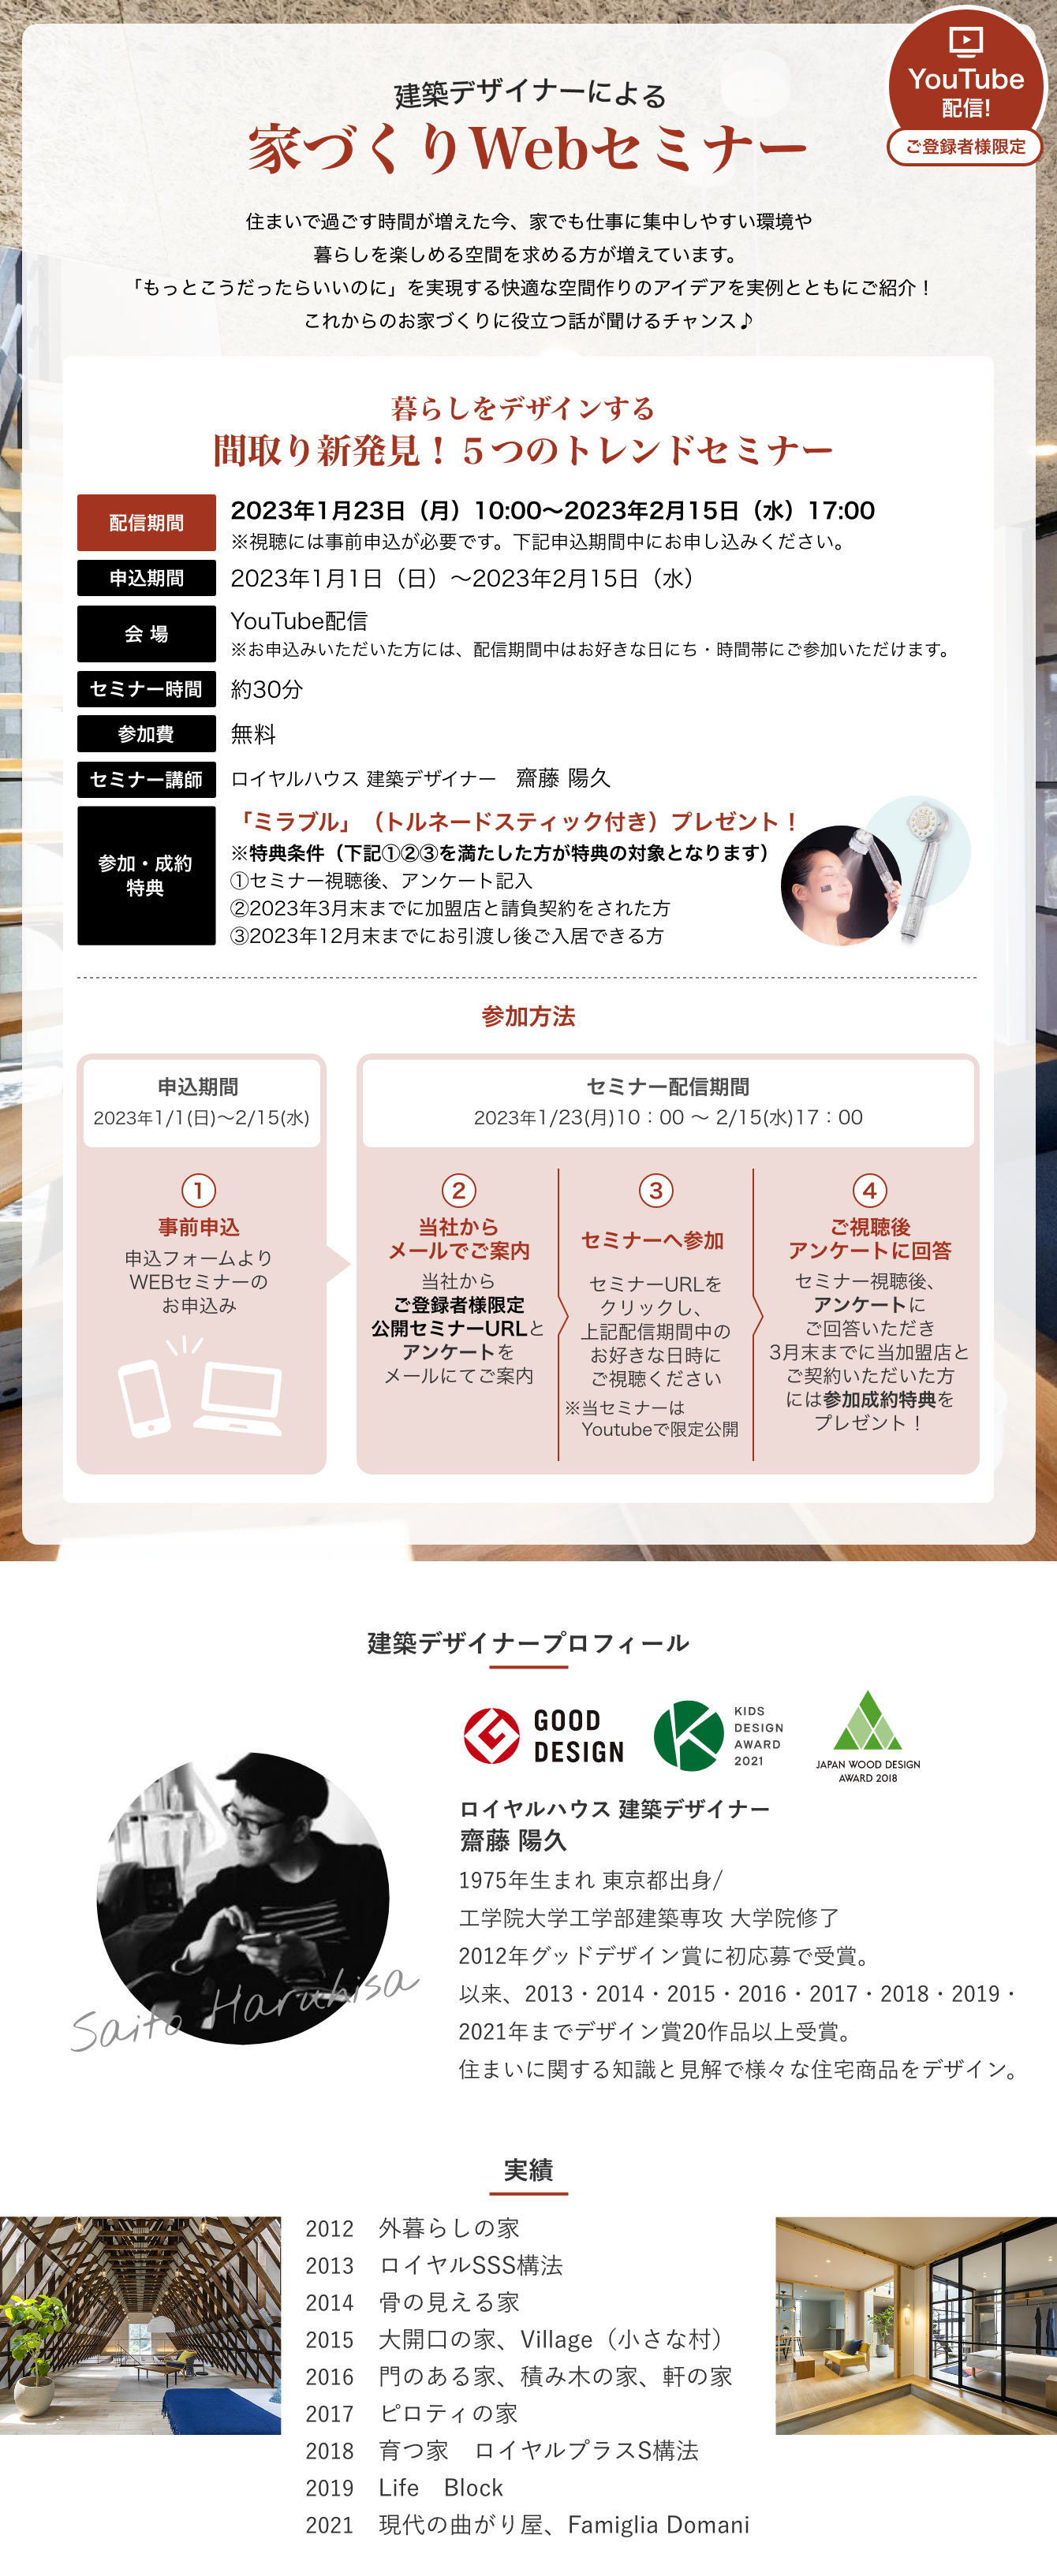 YouTube
配信!
ご登録者様限定
建築デザイナーによる
家づくりWebセミナー
住まいで過ごす時間が増えた今、家でも仕事に集中しやすい環境や
暮らしを楽しめる空間を求める方が増えています。
「もっとこうだったらいいのに」を実現する快適な空間作りのアイデアを実例とともにご紹介！
これからのお家づくりに役立つ話が聞けるチャンス♪
暮らしをデザインする
間取り新発見！５つのトレンドセミナー
配信期間
2023年1月23日（月）10:00〜2023年2月15日（水）17:00
※視聴には事前申込が必要です。下記申込期間中にお申し込みください。
申込期間
2023年1月1日（日）〜2023年2月15日（水）
会 場
YouTube配信
※お申込みいただいた方には、配信期間中はお好きな日にち・時間帯にご参加いただけます。
セミナー時間
約30分
参加費
無料
セミナー講師
ロイヤルハウス 建築デザイナー　齋藤 陽久
参加・成約
特典
「ミラブル」（トルネードスティック付き）プレゼント！
※特典条件（下記①②③を満たした方が特典の対象となります）
①セミナー視聴後、アンケート記入
②2023年3月末までに加盟店と請負契約をされた方
③2023年12月末までにお引渡し後ご入居できる方
参加方法
申込期間
2023年1/1(日)〜2/15(水)
1
事前申込
申込フォームより
WEBセミナーの
お申込み
セミナー配信期間
2023年1/23(月)10：00 〜 2/15(水)17：00
2
当社から
メールでご案内
当社から
ご登録者様限定
公開セミナーURLと
アンケートを
メールにてご案内
3
セミナーへ参加
セミナーURLを
クリックし、
上記配信期間中の
お好きな日時に
ご視聴ください
※当セミナーは
Youtubeで限定公開
4
ご視聴後
アンケートに回答
セミナー視聴後、
アンケートに
ご回答いただき
3月末までに当加盟店と
ご契約いただいた方
には参加成約特典を
プレゼント！
建築デザイナープロフィール
GOOD
DESIGN
KIDS
DESIGN
AWARD
2021
JAPAN WOOD DESIGN
AWARD 2018
Saito Haruhisa
ロイヤルハウス 建築デザイナー
齋藤 陽久
1975年生まれ 東京都出身/
工学院大学工学部建築専攻 大学院修了
2012年グッドデザイン賞に初応募で受賞。
以来、2013・2014・2015・2016・2017・2018・2019・
2021年までデザイン賞20作品以上受賞。
住まいに関する知識と見解で様々な住宅商品をデザイン。
実績
2012　外暮らしの家
2013　ロイヤルSSS構法
2014　骨の見える家
2015　大開口の家、Village（小さな村）
2016　門のある家、積み木の家、軒の家
2017　ピロティの家
2018　育つ家　ロイヤルプラスS構法
2019　Life　Block
2021　現代の曲がり屋、Famiglia Domani